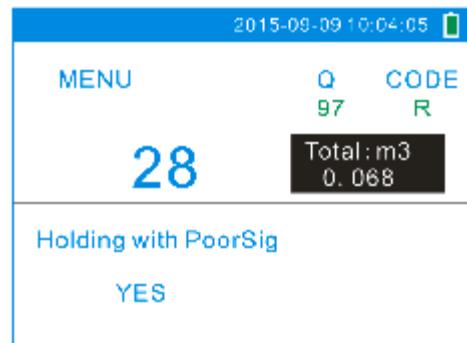 2015-09-09 10:04:05
MENU Q CODE
97 R
28 Total:m3
0.068
Holding with PoorSig
YES